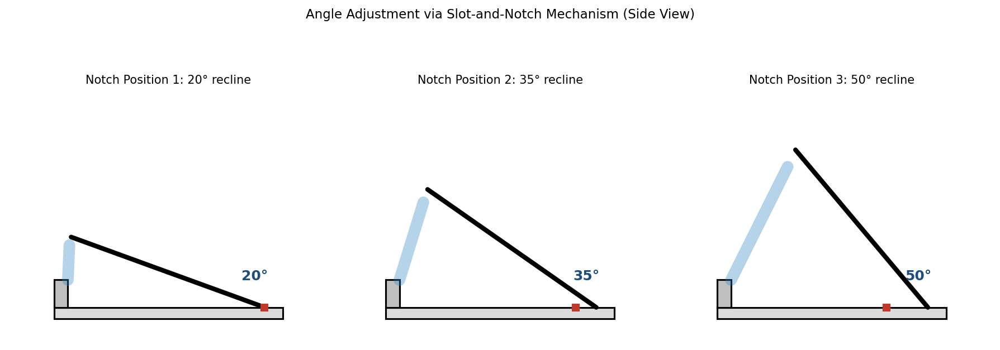 Angle Adjustment via Slot-and-Notch Mechanism (Side View)
Notch Position 1: 20° recline
Notch Position 2: 35° recline
Notch Position 3: 50° recline
20°
35°
50°